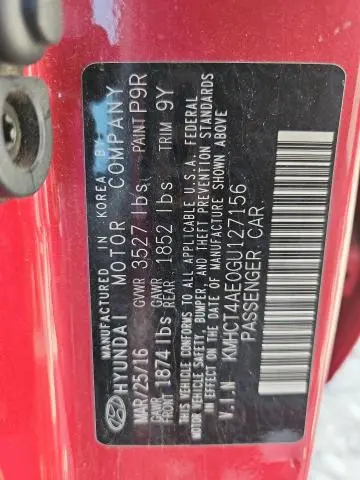 MANUFACTURED IN KOREA BY
HYUNDAI MOTOR COMPANY
MAR/25/16 GVWR 3527 lbs PAINT P9R
GAWR FRONT 1874 lbs GAWR REAR 1852 lbs TRIM 9Y
THIS VEHICLE CONFORMS TO ALL APPLICABLE U.S.A. FEDERAL
MOTOR VEHICLE SAFETY, BUMPER, AND THEFT PREVENTION STANDARDS
IN EFFECT ON THE DATE OF MANUFACTURE SHOWN ABOVE
V.I.N KMHCT4AE0GU127156
PASSENGER CAR